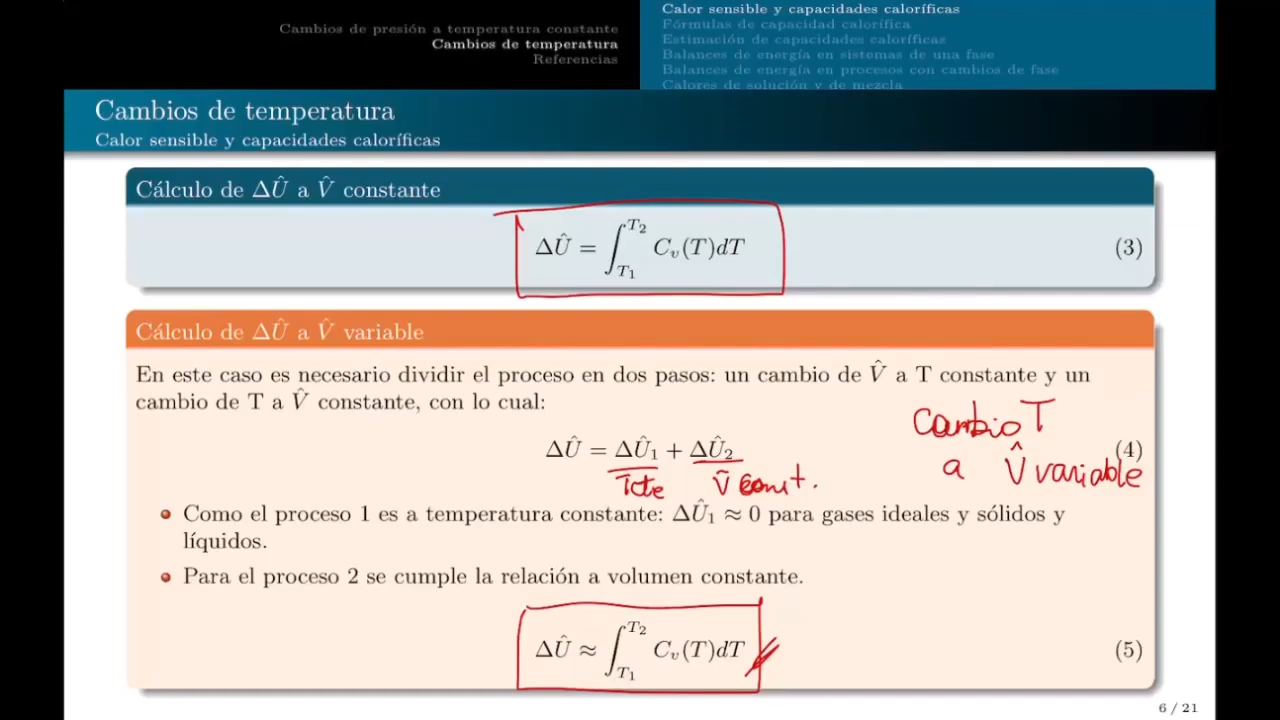 Cambios de presión a temperatura constante
Cambios de temperatura
Referencias
Calor sensible y capacidades caloríficas
Fórmulas de capacidad calorífica
Estimación de capacidades caloríficas
Balances de energía en sistemas de una fase
Balances de energía en procesos con cambios de fase
Calores de solución y de mezcla
Cambios de temperatura
Calor sensible y capacidades caloríficas
Cálculo de ΔÛ a V̂ constante
ΔÛ = ∫_{T₁}^{T₂} Cᵥ(T)dT (3)
Cálculo de ΔÛ a V̂ variable
En este caso es necesario dividir el proceso en dos pasos: un cambio de V̂ a T constante y un
cambio de T a V̂ constante, con lo cual:
Cambio T
ΔÛ = ΔÛ₁ + ΔÛ₂ (4)
a V̂ variable
T cte V̂ const.
Como el proceso 1 es a temperatura constante: ΔÛ₁ ≈ 0 para gases ideales y sólidos y
líquidos.
Para el proceso 2 se cumple la relación a volumen constante.
ΔÛ ≈ ∫_{T₁}^{T₂} Cᵥ(T)dT (5)
6 / 21